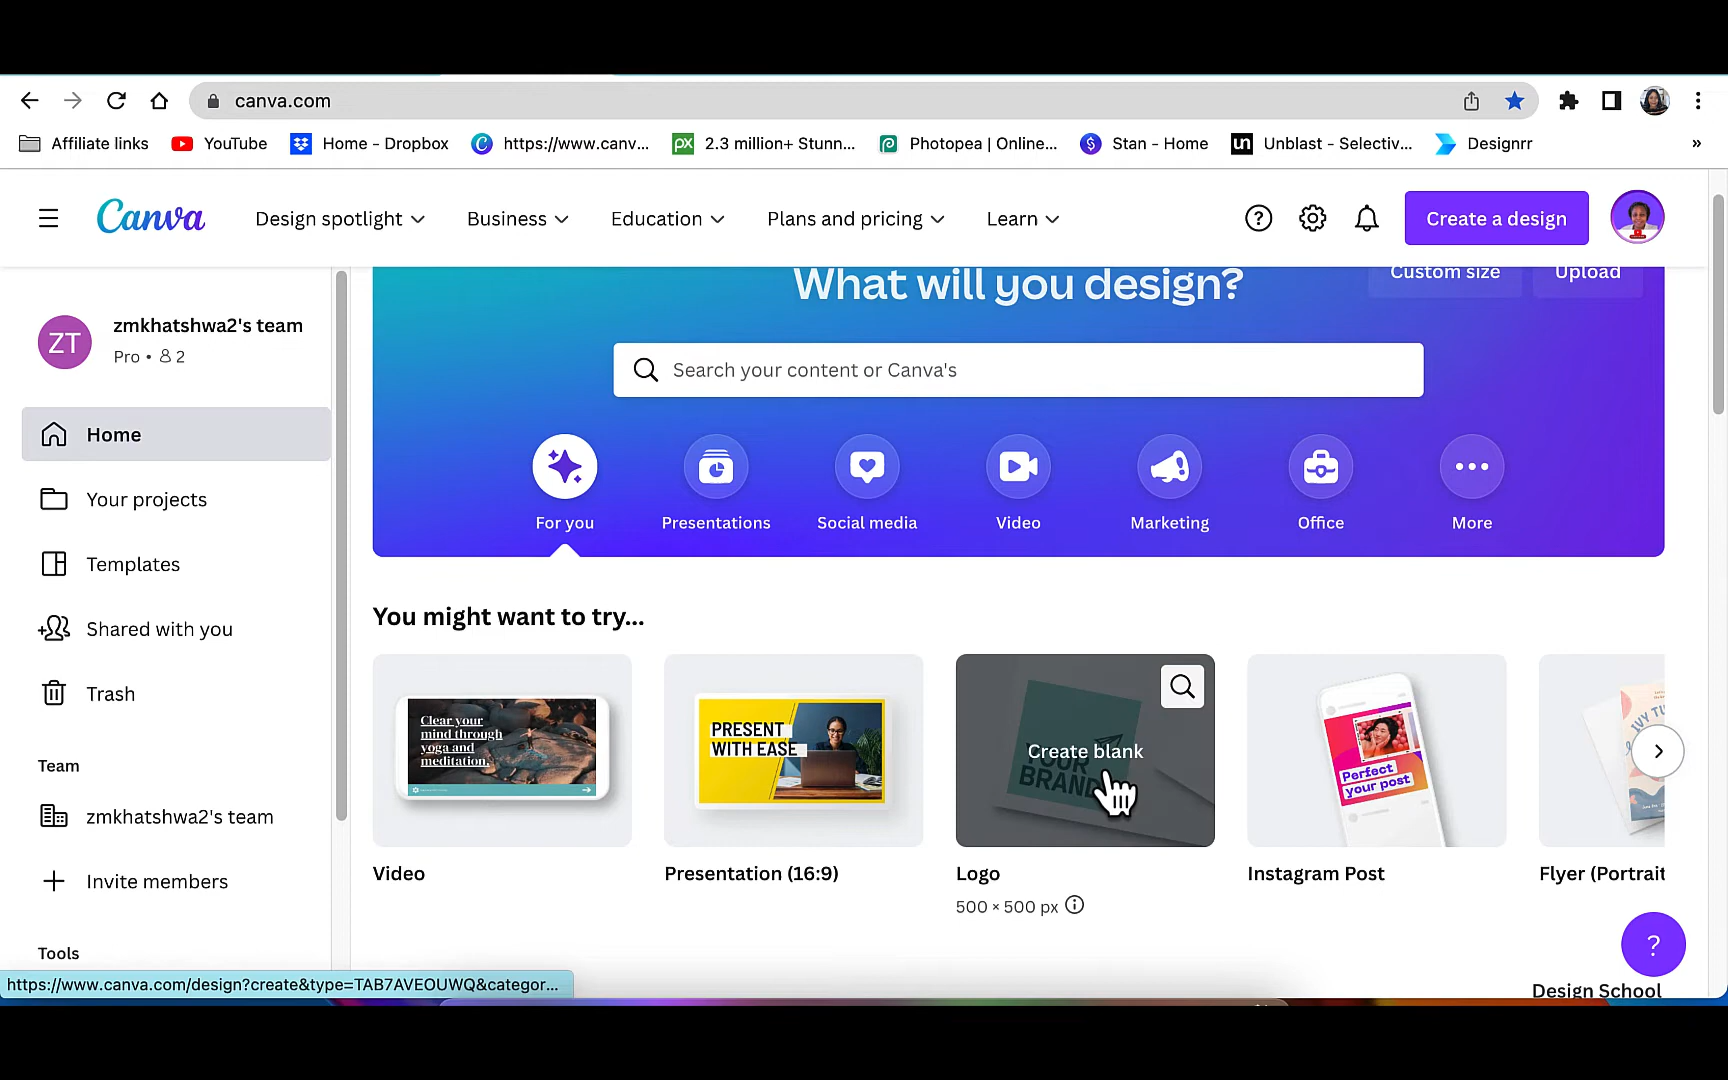 canva.com
Affiliate links
YouTube
Home - Dropbox
https://www.canv...
px
2.3 million+ Stunn...
Photopea | Online...
Stan - Home
un
Unblast - Selectiv...
Designrr
»
Canva
Design spotlight
Business
Education
Plans and pricing
Learn
?
Create a design
ZT
zmkhatshwa2's team
Pro • 2
Home
Your projects
Templates
Shared with you
Trash
Team
zmkhatshwa2's team
Invite members
Tools
What will you design?
Custom size
Upload
Search your content or Canva's
For you
Presentations
Social media
Video
Marketing
Office
More
You might want to try...
Clear your
mind through
yoga and
meditation.
Video
PRESENT
WITH EASE
Presentation (16:9)
Create blank
YOUR
BRAND
Logo
500 × 500 px
Perfect
your post
Instagram Post
Flyer (Portrait
?
Design School
https://www.canva.com/design?create&type=TAB7AVEOUWQ&categor...